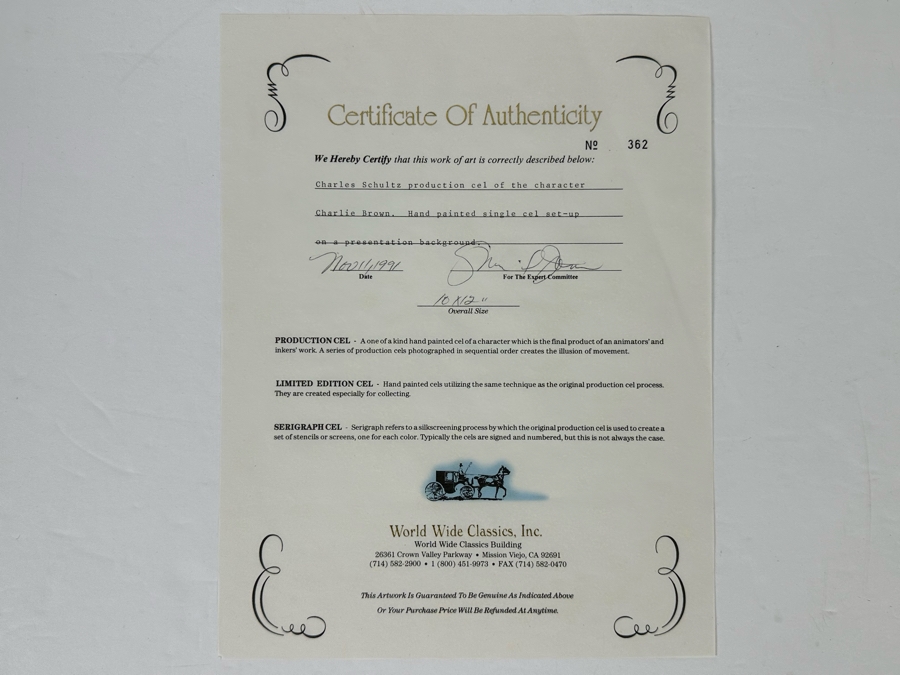 Certificate Of Authenticity
Nº 362
We Hereby Certify that this work of art is correctly described below:
Charles Schultz production cel of the character
Charlie Brown. Hand painted single cel set-up
on a presentation background.
Nov 11, 1991
Date For The Expert Committee
10 X 12"
Overall Size
PRODUCTION CEL - A one of a kind hand painted cel of a character which is the final product of an animators' and
inkers' work. A series of production cels photographed in sequential order creates the illusion of movement.
LIMITED EDITION CEL - Hand painted cels utilizing the same technique as the original production cel process.
They are created especially for collecting.
SERIGRAPH CEL - Serigraph refers to a silkscreening process by which the original production cel is used to create a
set of stencils or screens, one for each color. Typically the cels are signed and numbered, but this is not always the case.
World Wide Classics, Inc.
World Wide Classics Building
26361 Crown Valley Parkway • Mission Viejo, CA 92691
(714) 582-2900 • 1 (800) 451-9973 • FAX (714) 582-0470
This Artwork Is Guaranteed To Be Genuine As Indicated Above
Or Your Purchase Price Will Be Refunded At Anytime.